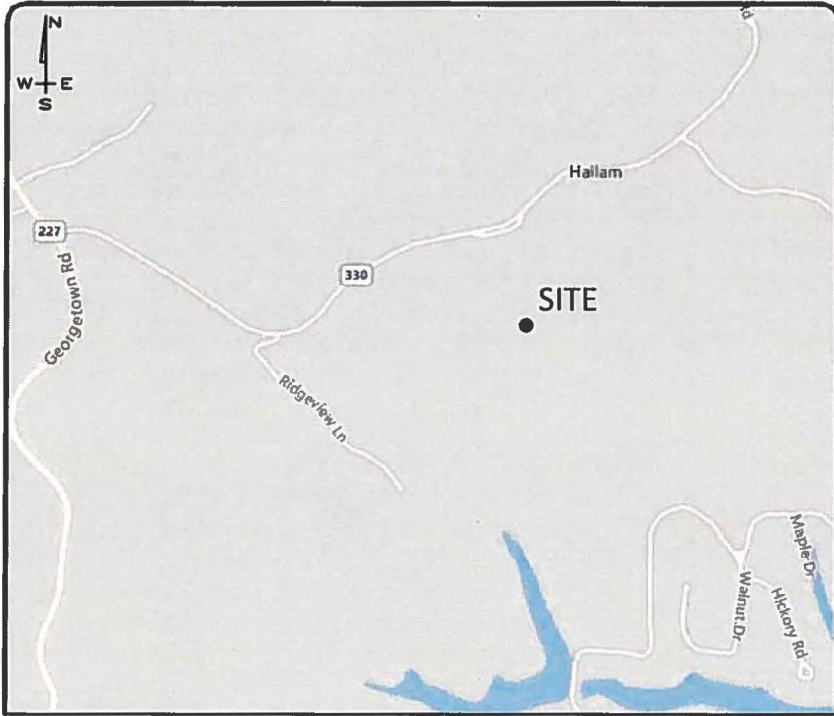 N
W E
S
Hallam
227
330
Georgetown Rd
SITE
Ridgeview Ln
Maple Dr
Walnut Dr
Hickory Rd